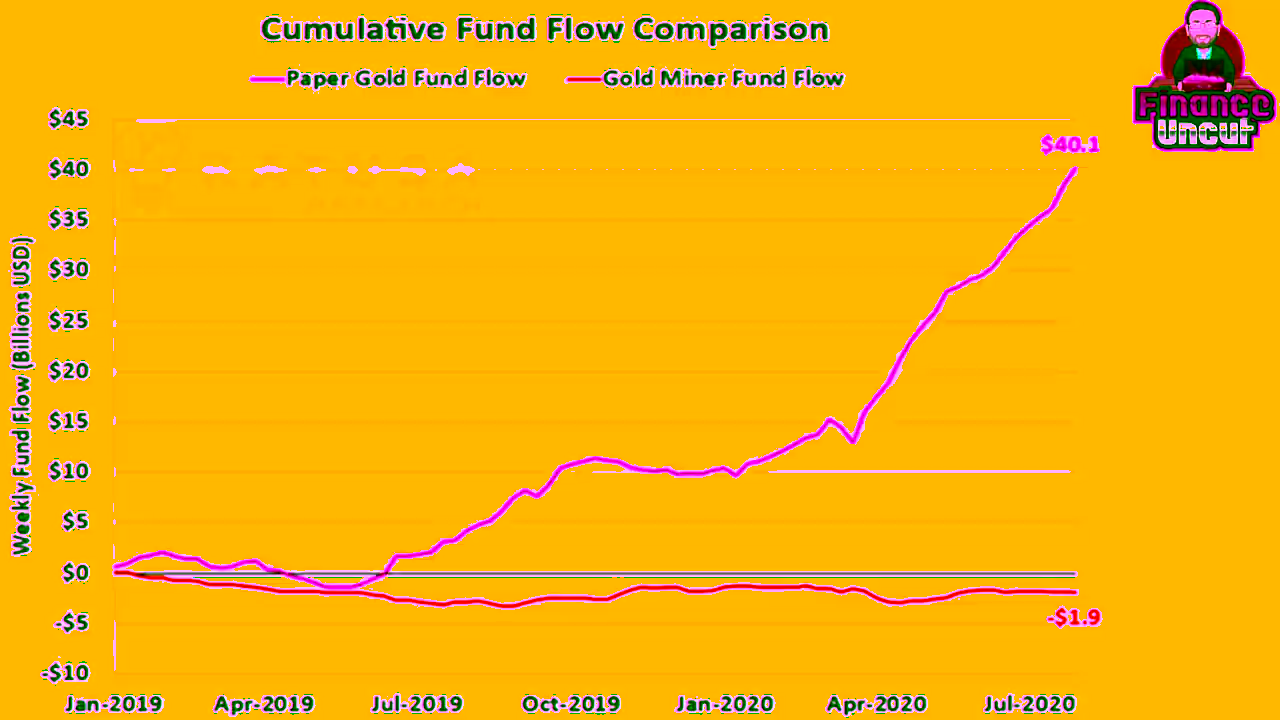 Cumulative Fund Flow Comparison
Paper Gold Fund Flow Gold Miner Fund Flow
Finance
Uncut
$45
$40.1
$40
$35
$30
$25
$20
$15
$10
$5
$0
-$1.9
-$5
-$10
Weekly Fund Flow (Billions USD)
Jan-2019 Apr-2019 Jul-2019 Oct-2019 Jan-2020 Apr-2020 Jul-2020